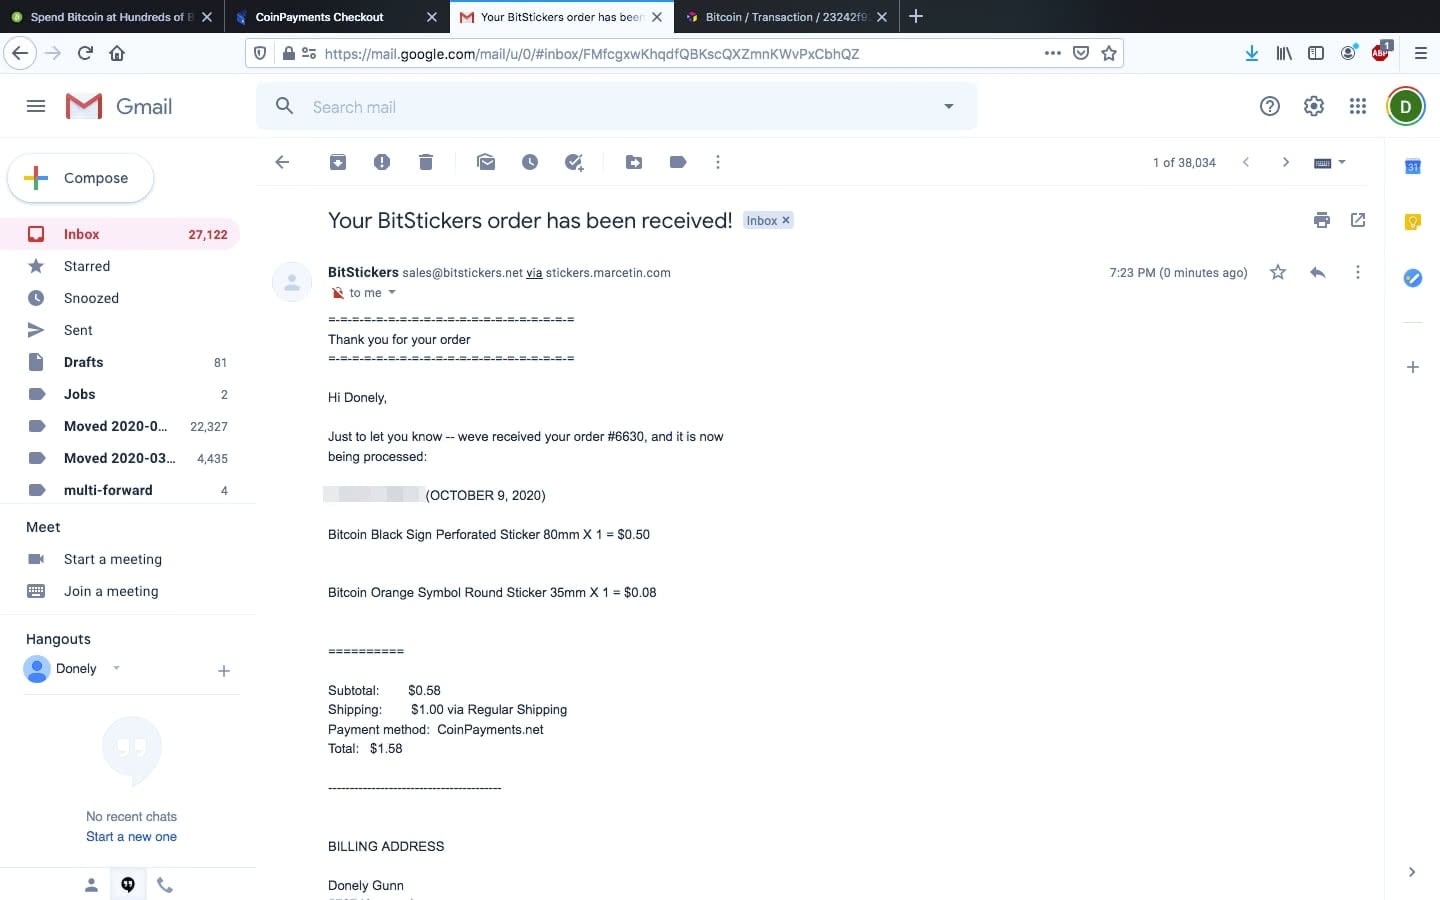 Spend Bitcoin at Hundreds of B
CoinPayments Checkout
Your BitStickers order has been
Bitcoin / Transaction / 23242f9
https://mail.google.com/mail/u/0/#inbox/FMfcgxwKhqdfQBKscQXZmnKWvPxCbhQZ
ABP
1
Gmail
Search mail
D
Compose
1 of 38,034
31
Your BitStickers order has been received!
Inbox x
Inbox 27,122
Starred
Snoozed
Sent
Drafts 81
Jobs 2
Moved 2020-0... 22,327
Moved 2020-03... 4,435
multi-forward 4
Meet
Start a meeting
Join a meeting
Hangouts
Donely
No recent chats
Start a new one
BitStickers sales@bitstickers.net via stickers.marcetin.com
7:23 PM (0 minutes ago)
to me
=-=-=-=-=-=-=-=-=-=-=-=-=-=-=-=-=-=-=-=-=
Thank you for your order
=-=-=-=-=-=-=-=-=-=-=-=-=-=-=-=-=-=-=-=-=
Hi Donely,
Just to let you know -- weve received your order #6630, and it is now
being processed:
(OCTOBER 9, 2020)
Bitcoin Black Sign Perforated Sticker 80mm X 1 = $0.50
Bitcoin Orange Symbol Round Sticker 35mm X 1 = $0.08
==========
Subtotal: $0.58
Shipping: $1.00 via Regular Shipping
Payment method: CoinPayments.net
Total: $1.58
----------------------------------------
BILLING ADDRESS
Donely Gunn